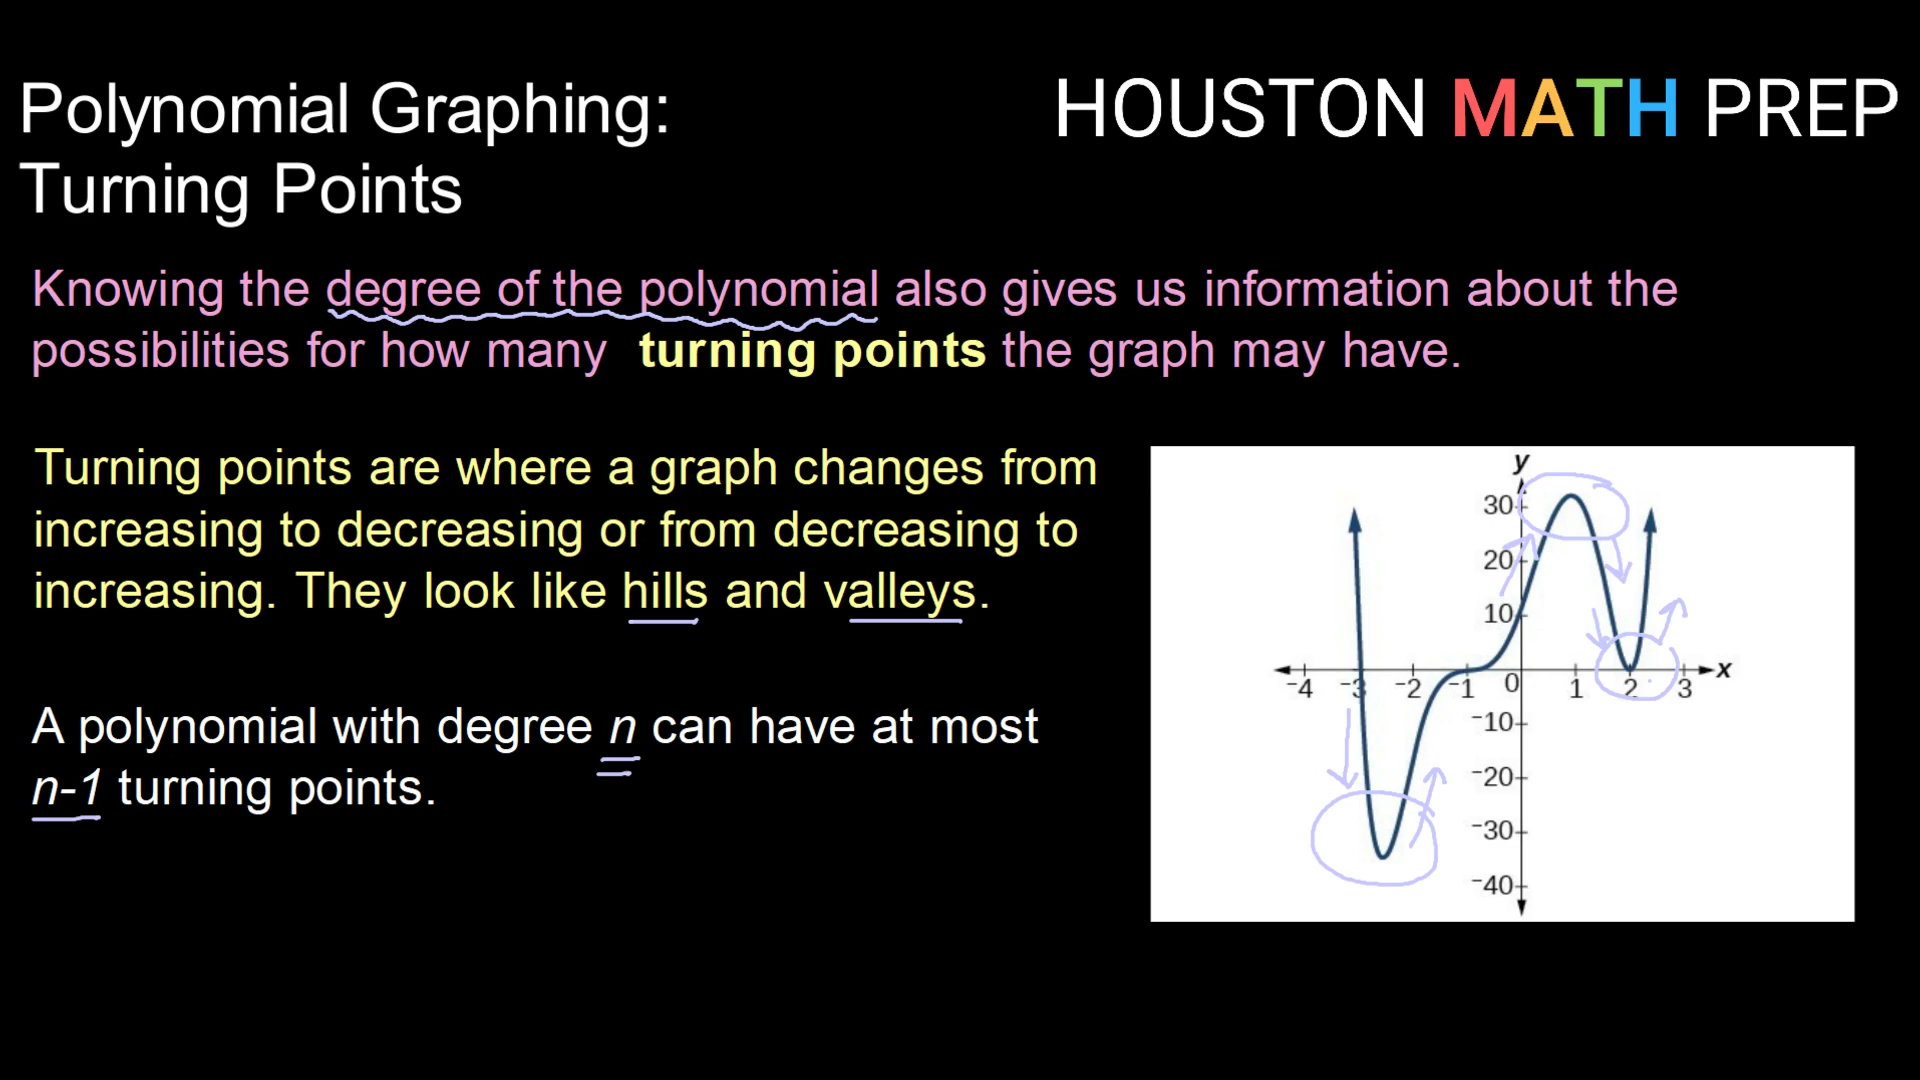 Polynomial Graphing:
Turning Points
HOUSTON MATH PREP
Knowing the degree of the polynomial also gives us information about the
possibilities for how many turning points the graph may have.
Turning points are where a graph changes from
increasing to decreasing or from decreasing to
increasing. They look like hills and valleys.
A polynomial with degree n can have at most
n-1 turning points.
y
30
20
10
-4 -3 -2 -1 0 1 2 3 x
-10
-20
-30
-40